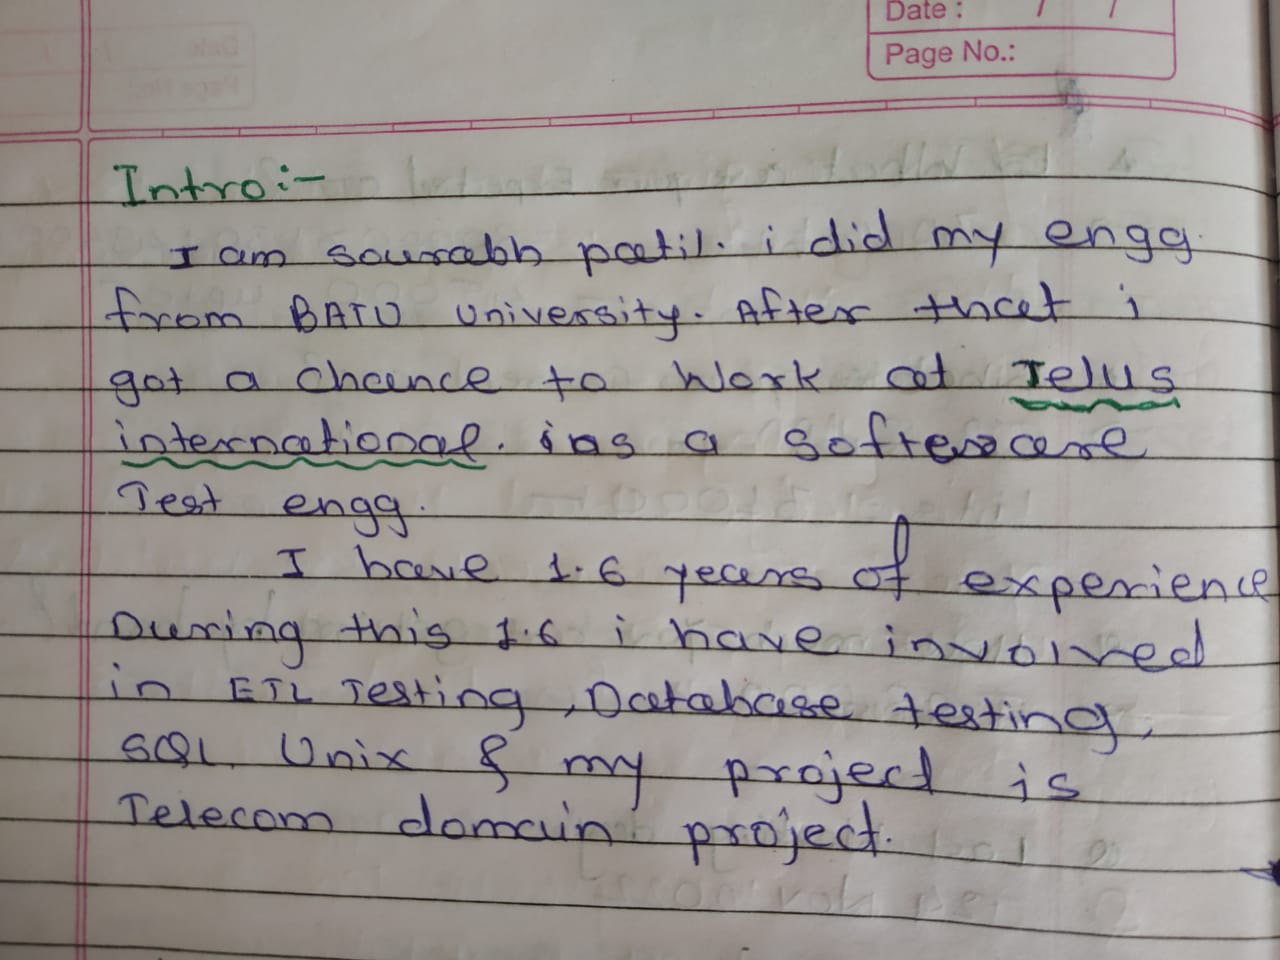 Date : / /
Page No.:
Intro:-
I am sourabh patil. i did my engg.
from BATU University. After that i
got a chance to Work at Telus
international. as a software
Test engg.
I have 1.6 years of experience
During this 1.6 i have involved
in ETL Testing, Database testing,
SQL, Unix & my project is
Telecom domain project.